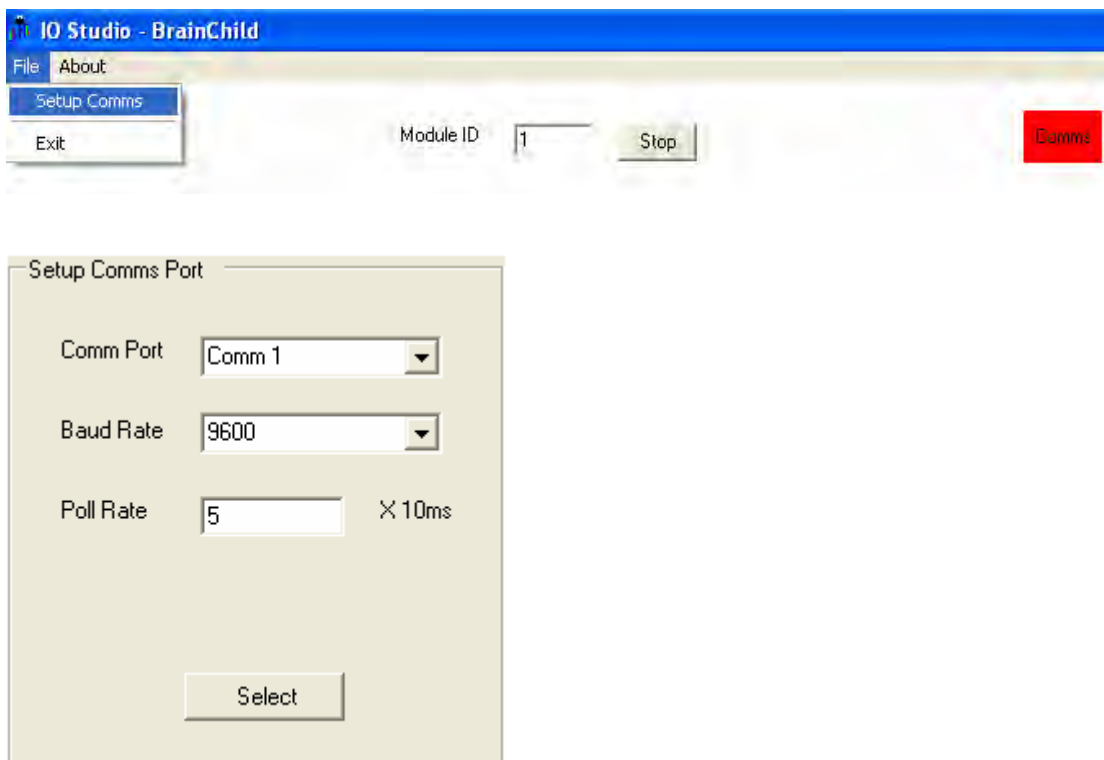 IO Studio - BrainChild
File About
Setup Comms
Exit
Module ID 1 Stop Comms
Setup Comms Port
Comm Port Comm 1
Baud Rate 9600
Poll Rate 5 X 10ms
Select